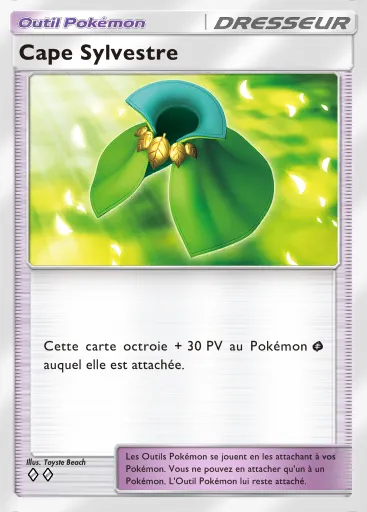 Outil Pokémon
DRESSEUR
Cape Sylvestre
Cette carte octroie + 30 PV au Pokémon
auquel elle est attachée.
Illus. Toyste Beach
Les Outils Pokémon se jouent en les attachant à vos
Pokémon. Vous ne pouvez en attacher qu'un à un
Pokémon. L'Outil Pokémon lui reste attaché.